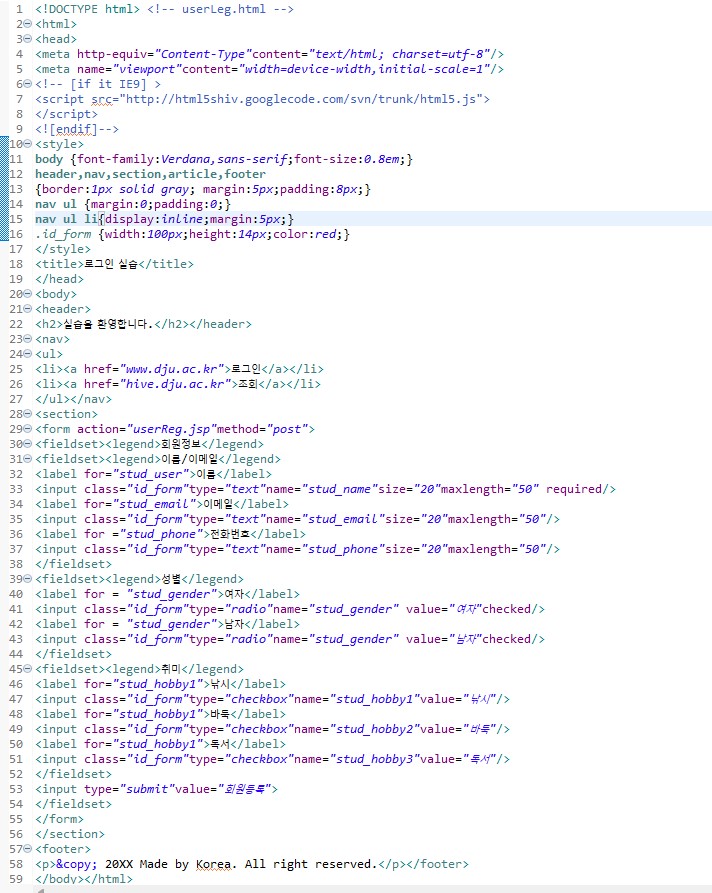 1 <!DOCTYPE html> <!-- userLeg.html -->
2 <html>
3 <head>
4 <meta http-equiv="Content-Type"content="text/html; charset=utf-8"/>
5 <meta name="viewport"content="width=device-width,initial-scale=1"/>
6 <!-- [if it IE9] >
7 <script src="http://html5shiv.googlecode.com/svn/trunk/html5.js">
8 </script>
9 <![endif]-->
10 <style>
11 body {font-family:Verdana,sans-serif;font-size:0.8em;}
12 header,nav,section,article,footer
13 {border:1px solid gray; margin:5px;padding:8px;}
14 nav ul {margin:0;padding:0;}
15 nav ul li{display:inline;margin:5px;}
16 .id_form {width:100px;height:14px;color:red;}
17 </style>
18 <title>로그인 실습</title>
19 </head>
20 <body>
21 <header>
22 <h2>실습을 환영합니다.</h2></header>
23 <nav>
24 <ul>
25 <li><a href="www.dju.ac.kr">로그인</a></li>
26 <li><a href="hive.dju.ac.kr">조회</a></li>
27 </ul></nav>
28 <section>
29 <form action="userReg.jsp"method="post">
30 <fieldset><legend>회원정보</legend>
31 <fieldset><legend>이름/이메일</legend>
32 <label for="stud_user">이름</label>
33 <input class="id_form"type="text"name="stud_name"size="20"maxlength="50" required/>
34 <label for="stud_email">이메일</label>
35 <input class="id_form"type="text"name="stud_email"size="20"maxlength="50"/>
36 <label for ="stud_phone">전화번호</label>
37 <input class="id_form"type="text"name="stud_phone"size="20"maxlength="50"/>
38 </fieldset>
39 <fieldset><legend>성별</legend>
40 <label for = "stud_gender">여자</label>
41 <input class="id_form"type="radio"name="stud_gender" value="여자"checked/>
42 <label for = "stud_gender">남자</label>
43 <input class="id_form"type="radio"name="stud_gender" value="남자"checked/>
44 </fieldset>
45 <fieldset><legend>취미</legend>
46 <label for="stud_hobby1">낚시</label>
47 <input class="id_form"type="checkbox"name="stud_hobby1"value="낚시"/>
48 <label for="stud_hobby1">바둑</label>
49 <input class="id_form"type="checkbox"name="stud_hobby2"value="바둑"/>
50 <label for="stud_hobby1">독서</label>
51 <input class="id_form"type="checkbox"name="stud_hobby3"value="독서"/>
52 </fieldset>
53 <input type="submit"value="회원등록">
54 </fieldset>
55 </form>
56 </section>
57 <footer>
58 <p>&copy; 20XX Made by Korea. All right reserved.</p></footer>
59 </body></html>